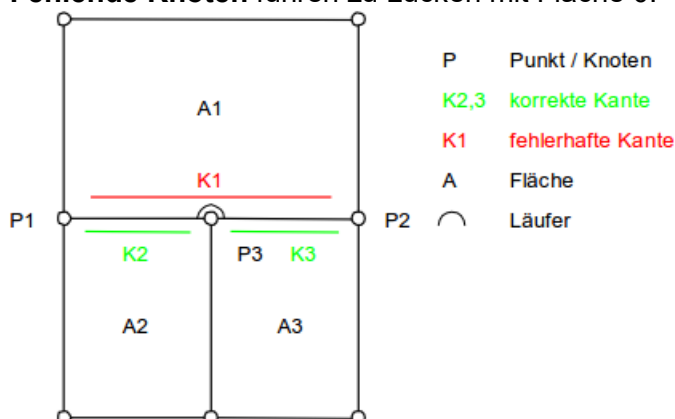 Fehlende Knoten führen zu Zacken mit Fläche 0.
P Punkt / Knoten
A1
K2,3 korrekte Kante
K1 fehlerhafte Kante
K1
A Fläche
P1
P2
Läufer
K2
P3
K3
A2
A3